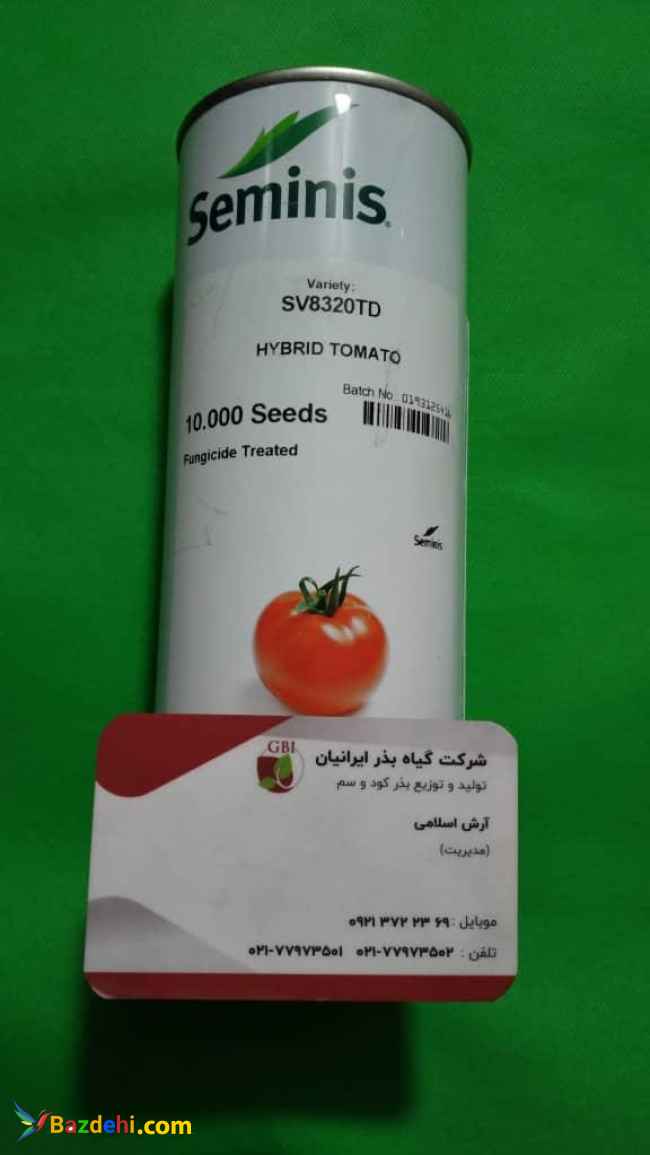 Seminis
Variety:
SV8320TD
HYBRID TOMATO
Batch No.:
10.000 Seeds
Fungicide Treated
Seminis
GBI
شرکت گیاه بذر ایرانیان
تولید و توزیع بذر کود و سم
آرش اسلامی
(مدیریت)
موبایل : ۰۹۲۱ ۳۷۲ ۲۳ ۶۹
تلفن : ۰۲۱-۷۷۹۷۳۵۰۲ ۰۲۱-۷۷۹۷۳۵۰۱
Bazdehi.com